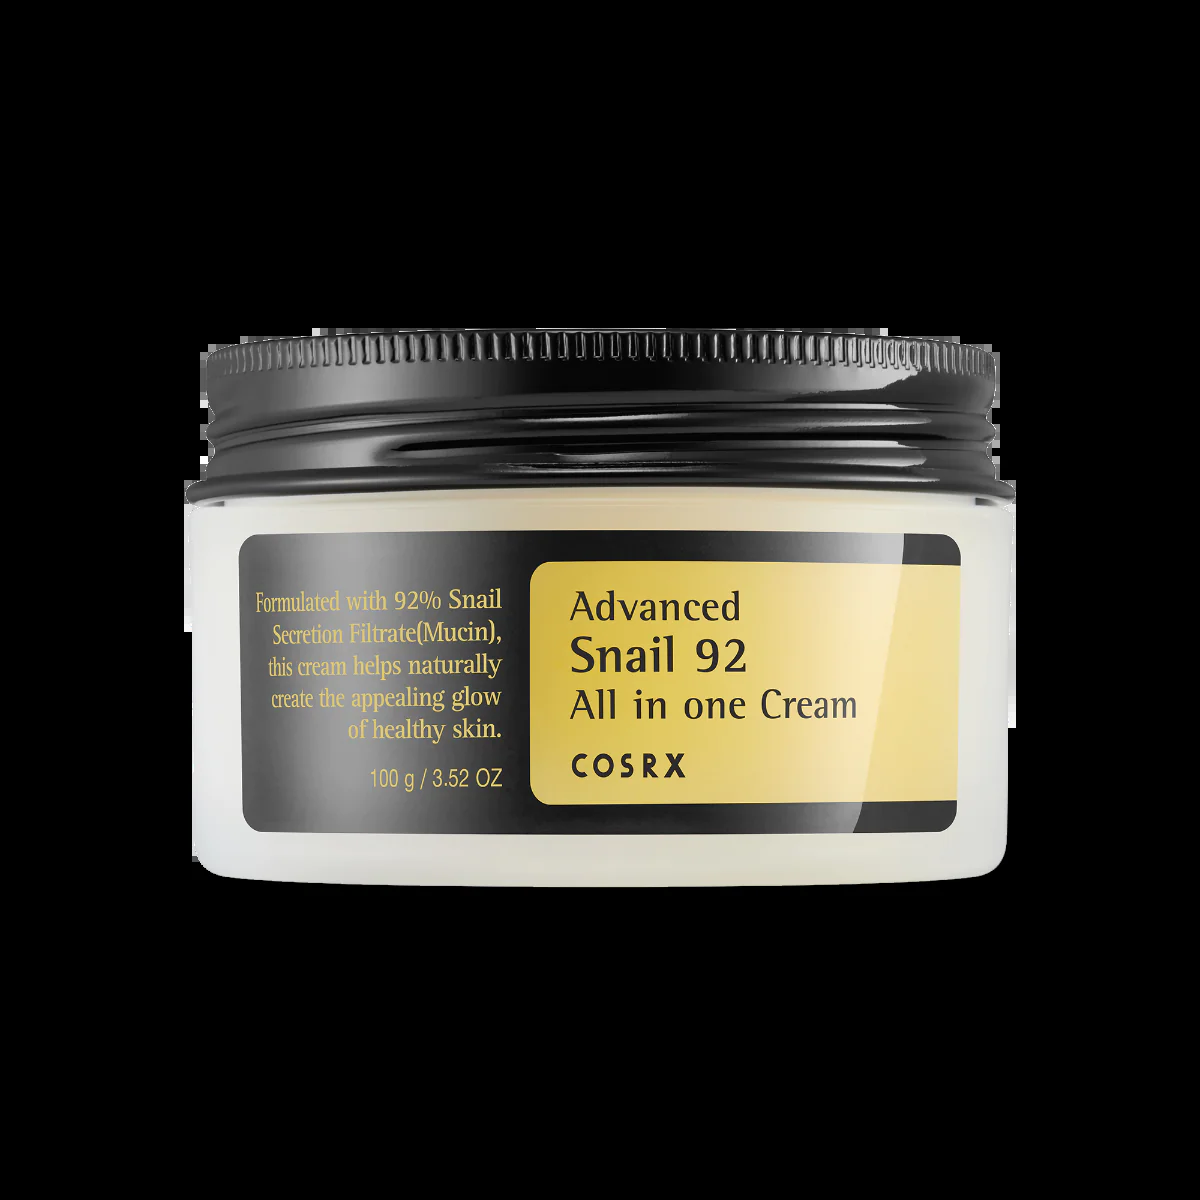 Formulated with 92% Snail
Secretion Filtrate(Mucin),
this cream helps naturally
create the appealing glow
of healthy skin.
100 g / 3.52 OZ
Advanced
Snail 92
All in one Cream
COSRX